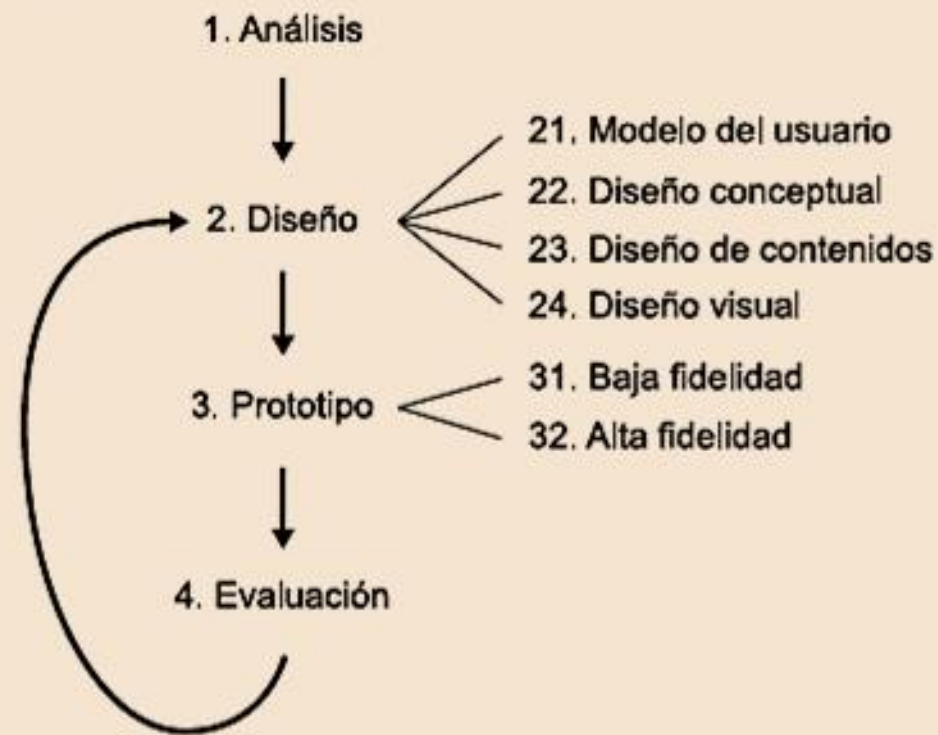 1. Análisis
2. Diseño
21. Modelo del usuario
22. Diseño conceptual
23. Diseño de contenidos
24. Diseño visual
3. Prototipo
31. Baja fidelidad
32. Alta fidelidad
4. Evaluación